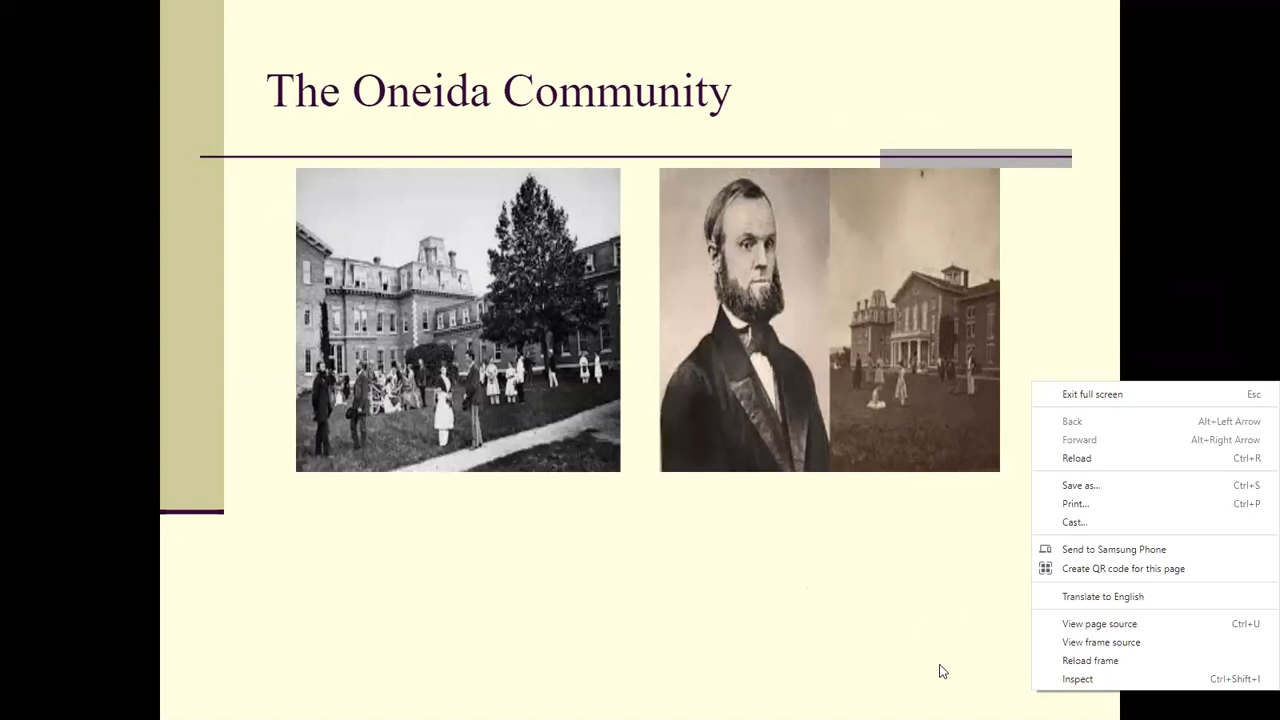 The Oneida Community
Exit full screen Esc
Back Alt+Left Arrow
Forward Alt+Right Arrow
Reload Ctrl+R
Save as... Ctrl+S
Print... Ctrl+P
Cast...
Send to Samsung Phone
Create QR code for this page
Translate to English
View page source Ctrl+U
View frame source
Reload frame
Inspect Ctrl+Shift+I